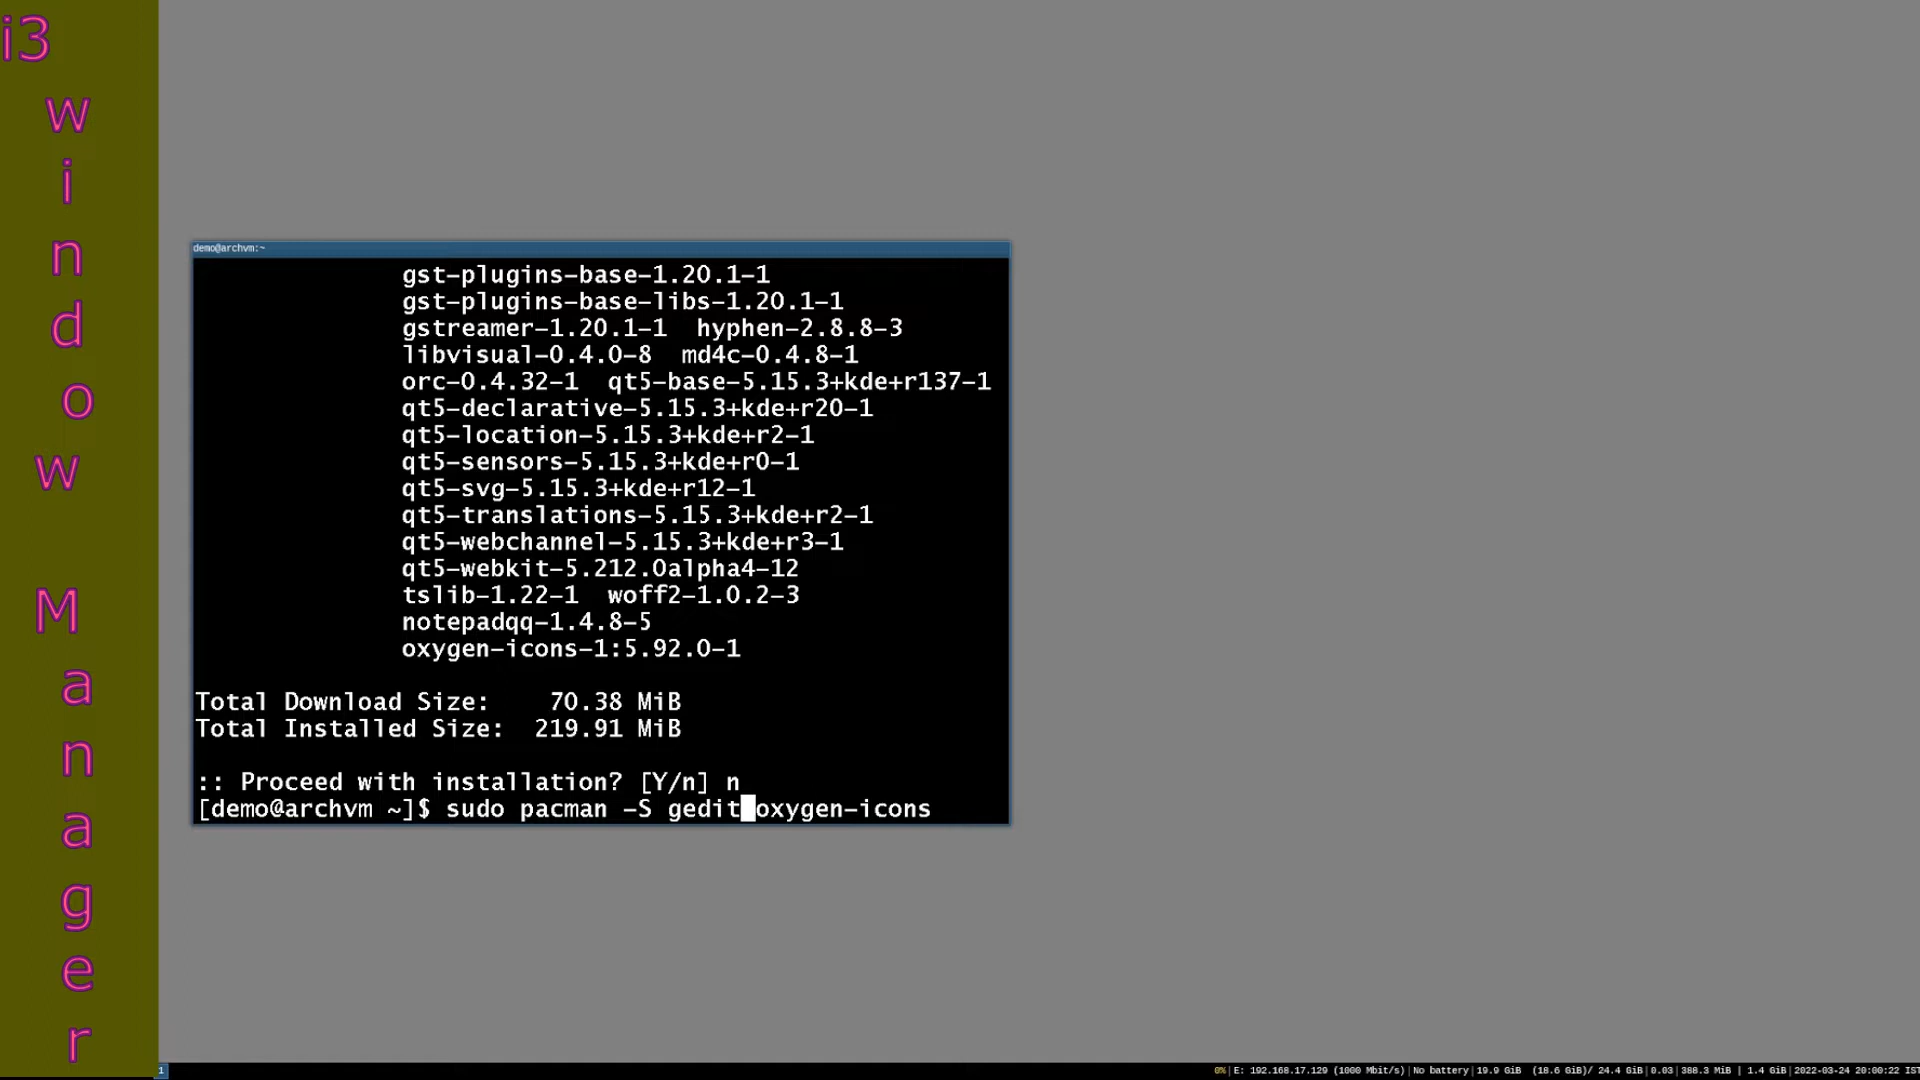 i3
w
i
n
d
o
w
M
a
n
a
g
e
r
demo@archvm:~
gst-plugins-base-1.20.1-1
gst-plugins-base-libs-1.20.1-1
gstreamer-1.20.1-1  hyphen-2.8.8-3
libvisual-0.4.0-8  md4c-0.4.8-1
orc-0.4.32-1  qt5-base-5.15.3+kde+r137-1
qt5-declarative-5.15.3+kde+r20-1
qt5-location-5.15.3+kde+r2-1
qt5-sensors-5.15.3+kde+r0-1
qt5-svg-5.15.3+kde+r12-1
qt5-translations-5.15.3+kde+r2-1
qt5-webchannel-5.15.3+kde+r3-1
qt5-webkit-5.212.0alpha4-12
tslib-1.22-1  woff2-1.0.2-3
notepadqq-1.4.8-5
oxygen-icons-1:5.92.0-1
Total Download Size:    70.38 MiB
Total Installed Size:  219.91 MiB
:: Proceed with installation? [Y/n] n
[demo@archvm ~]$ sudo pacman -S gedit oxygen-icons
1
0%|E: 192.168.17.129 (1000 Mbit/s)|No battery|19.9 GiB (18.6 GiB)/ 24.4 GiB|0.03|388.3 MiB | 1.4 GiB|2022-03-24 20:00:22 IST